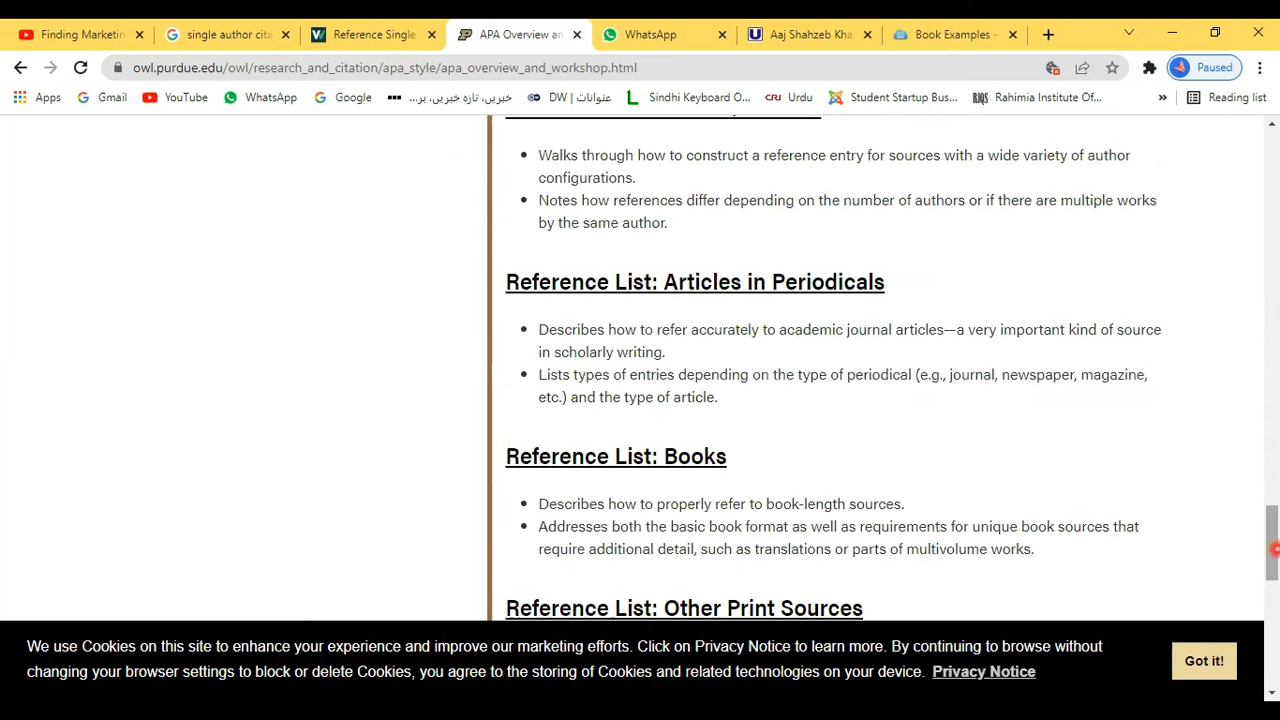 Finding Marketin
single author cita
Reference Single
APA Overview an
WhatsApp
Aaj Shahzeb Kha
Book Examples -
owl.purdue.edu/owl/research_and_citation/apa_style/apa_overview_and_workshop.html
Paused
Apps
Gmail
YouTube
WhatsApp
Google
خبریں، تازہ خبریں، بر...
DW | عنوانات
Sindhi Keyboard O...
CRI Urdu
Student Startup Bus...
RIQS Rahimia Institute Of...
»
Reading list
Walks through how to construct a reference entry for sources with a wide variety of author
configurations.
Notes how references differ depending on the number of authors or if there are multiple works
by the same author.
Reference List: Articles in Periodicals
Describes how to refer accurately to academic journal articles—a very important kind of source
in scholarly writing.
Lists types of entries depending on the type of periodical (e.g., journal, newspaper, magazine,
etc.) and the type of article.
Reference List: Books
Describes how to properly refer to book-length sources.
Addresses both the basic book format as well as requirements for unique book sources that
require additional detail, such as translations or parts of multivolume works.
Reference List: Other Print Sources
We use Cookies on this site to enhance your experience and improve our marketing efforts. Click on Privacy Notice to learn more. By continuing to browse without
changing your browser settings to block or delete Cookies, you agree to the storing of Cookies and related technologies on your device. Privacy Notice
Got it!